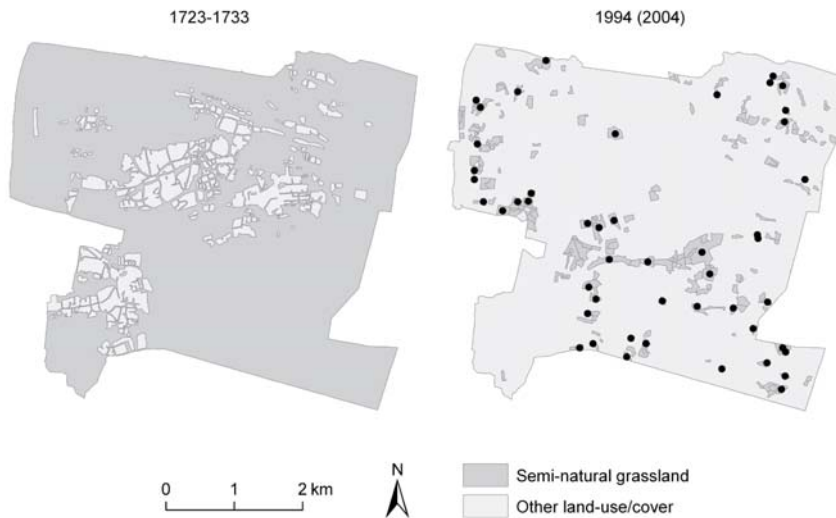 1723-1733
1994 (2004)
0 1 2 km
N
Semi-natural grassland
Other land-use/cover